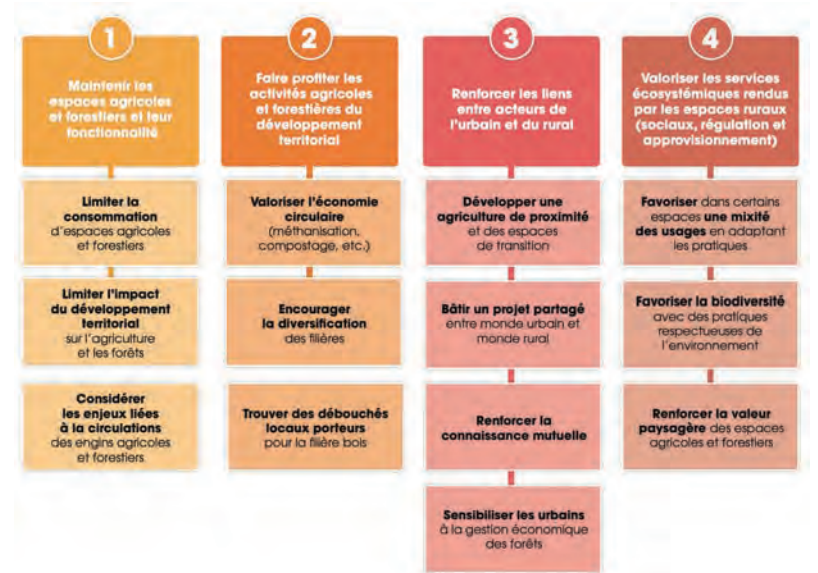 1
Maintenir les
espaces agricoles
et forestiers et leur
fonctionnalité
Limiter la
consommation
d'espaces agricoles
et forestiers
Limiter l'impact
du développement
territorial
sur l'agriculture
et les forêts
Considérer
les enjeux liées
à la circulations
des engins agricoles
et forestiers
2
Faire profiter les
activités agricoles
et forestières du
développement
territorial
Valoriser l'économie
circulaire
(méthanisation,
compostage, etc.)
Encourager
la diversification
des filières
Trouver des débouchés
locaux porteurs
pour la filière bois
3
Renforcer les liens
entre acteurs de
l'urbain et du rural
Développer une
agriculture de proximité
et des espaces
de transition
Bâtir un projet partagé
entre monde urbain et
monde rural
Renforcer la
connaissance mutuelle
Sensibiliser les urbains
à la gestion économique
des forêts
4
Valoriser les services
écosystémiques rendus
par les espaces ruraux
(sociaux, régulation et
approvisionnement)
Favoriser dans certains
espaces une mixité
des usages en adaptant
les pratiques
Favoriser la biodiversité
avec des pratiques
respectueuses de
l'environnement
Renforcer la valeur
paysagère des espaces
agricoles et forestiers